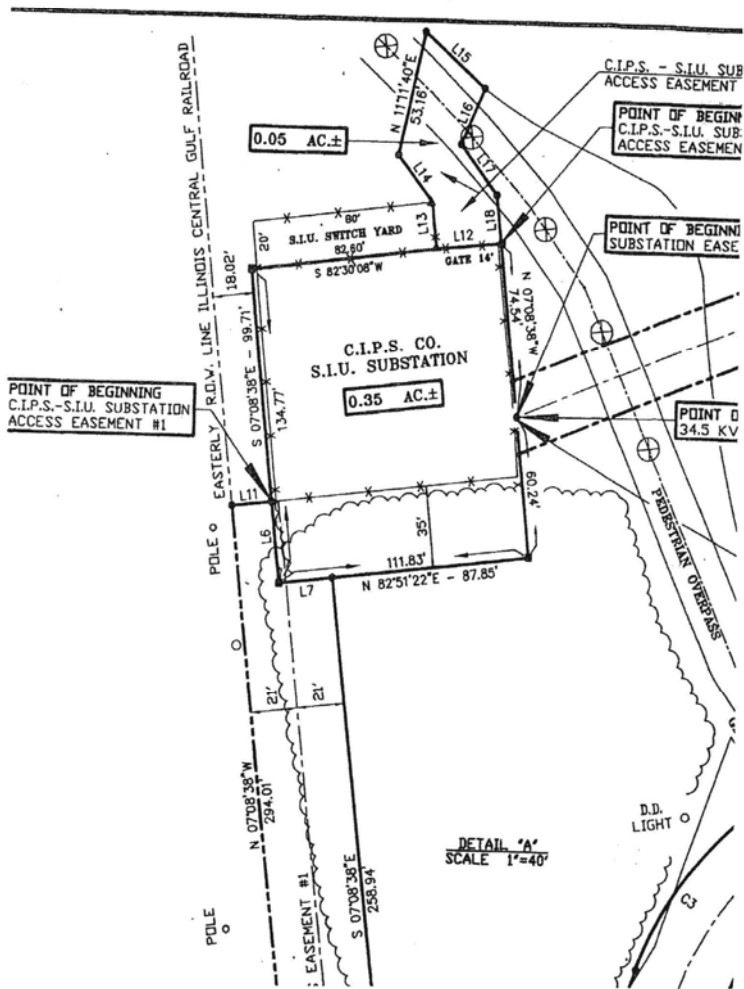 C.I.P.S. - S.I.U. SUB
ACCESS EASEMENT
POINT OF BEGINN
C.I.P.S.-S.I.U. SUB
ACCESS EASEMEN
POINT OF BEGINNI
SUBSTATION EASE
POINT O
34.5 KV
L15
N 11°11'40"E
53.16'
L16
0.05 AC.±
L17
L14
L13
L18
80'
20'
S.I.U. SWITCH YARD
82.60'
S 82°30'08"W
L12
GATE 14'
18.02'
EASTERLY R.O.W. LINE ILLINOIS CENTRAL GULF RAILROAD
N 07°08'38"W
74.54'
C.I.P.S. CO.
S.I.U. SUBSTATION
0.35 AC.±
S 07°08'38"E - 99.71'
134.77'
POINT OF BEGINNING
C.I.P.S.-S.I.U. SUBSTATION
ACCESS EASEMENT #1
L11
L6
POLE
60.24'
35'
111.83'
N 82°51'22"E - 87.85'
L7
PEDESTRIAN OVERPASS
21'
21'
N 07°08'38"W
294.01'
S 07°08'38"E
258.94'
EASEMENT #1
POLE
D.D.
LIGHT
DETAIL "A"
SCALE 1"=40'
C3